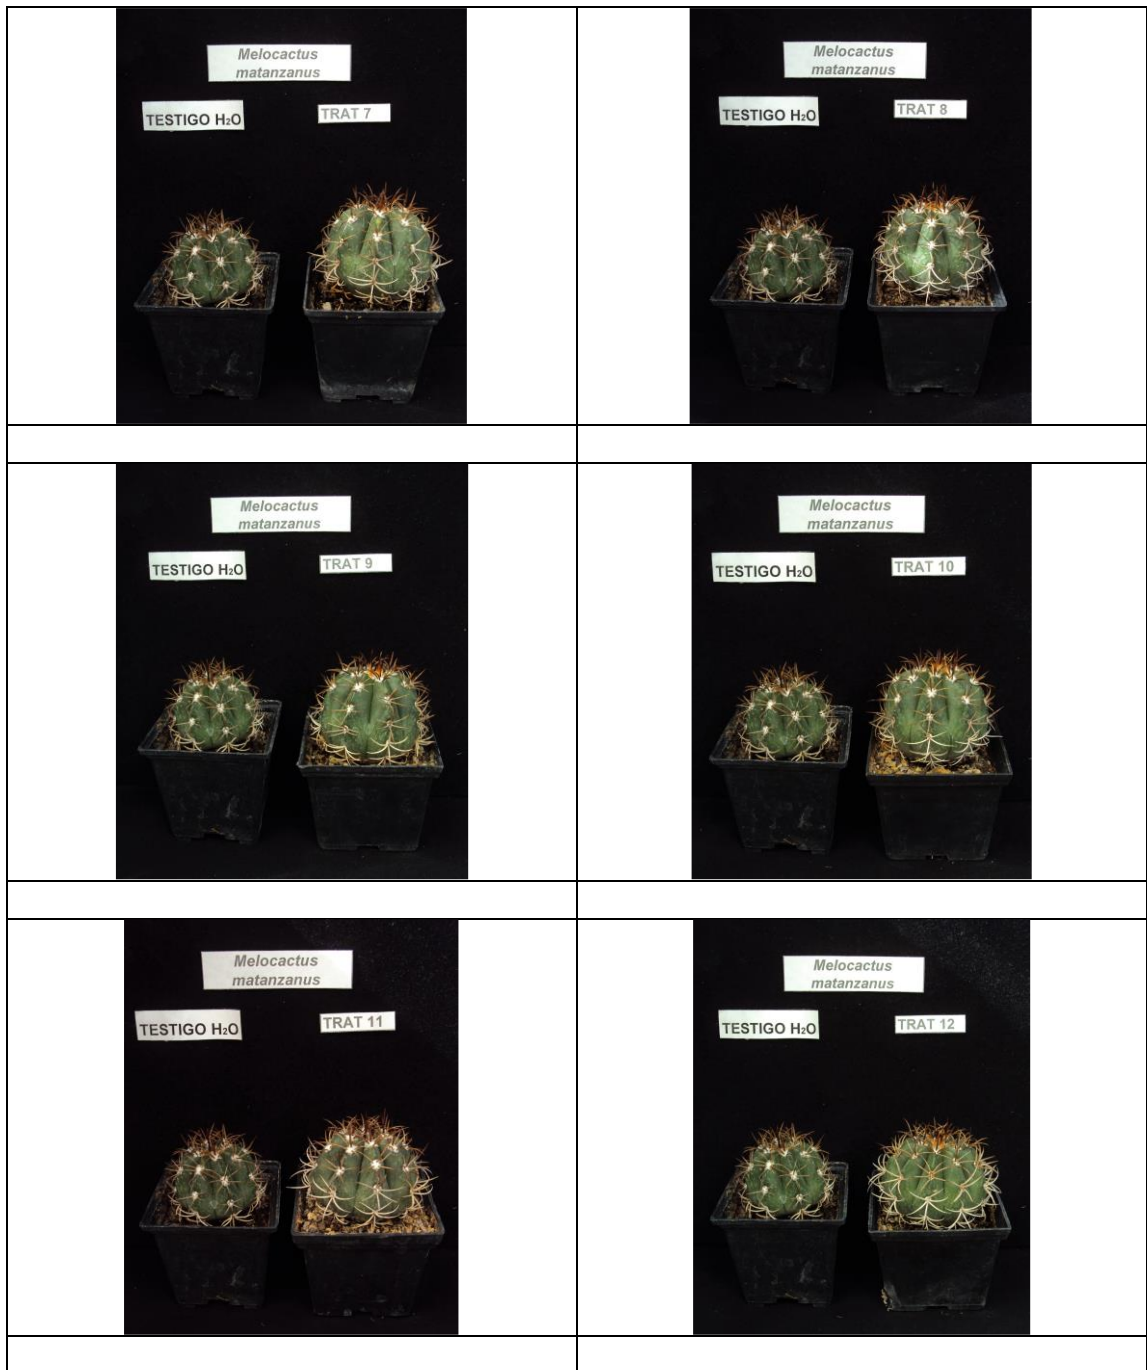 Melocactus
matanzanus
TESTIGO H₂O
TRAT 7
Melocactus
matanzanus
TESTIGO H₂O
TRAT 8
Melocactus
matanzanus
TESTIGO H₂O
TRAT 9
Melocactus
matanzanus
TESTIGO H₂O
TRAT 10
Melocactus
matanzanus
TESTIGO H₂O
TRAT 11
Melocactus
matanzanus
TESTIGO H₂O
TRAT 12